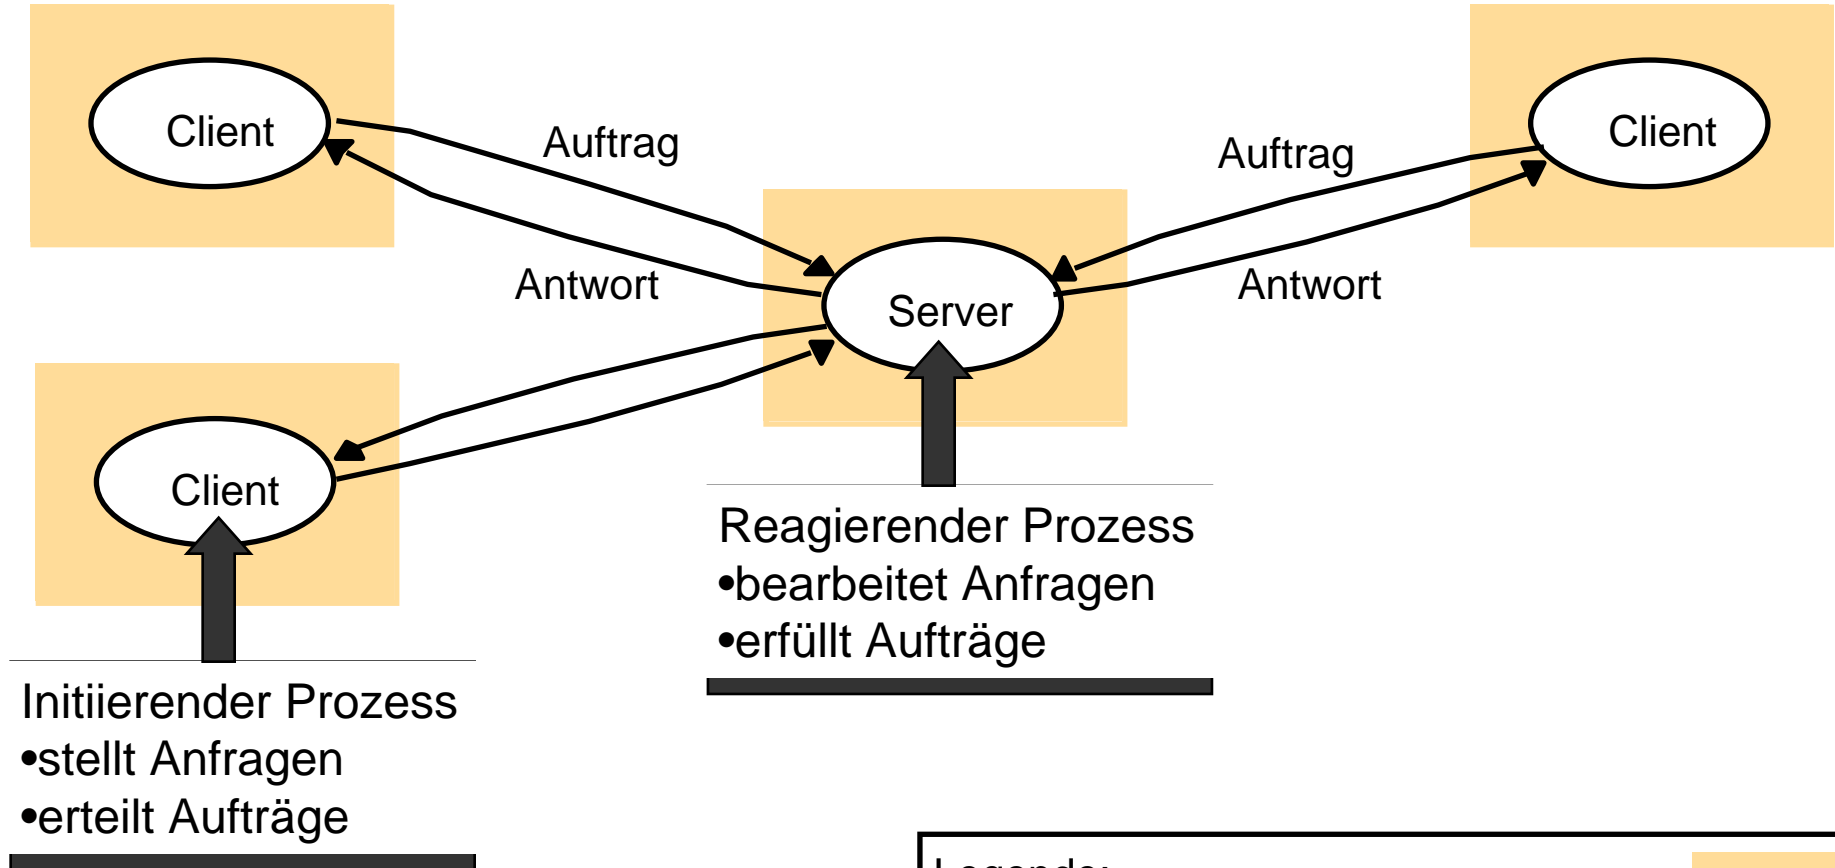 Client
Auftrag
Auftrag
Client
Antwort
Server
Antwort
Client
Reagierender Prozess
•bearbeitet Anfragen
•erfüllt Aufträge
Initiierender Prozess
•stellt Anfragen
•erteilt Aufträge
Legende: